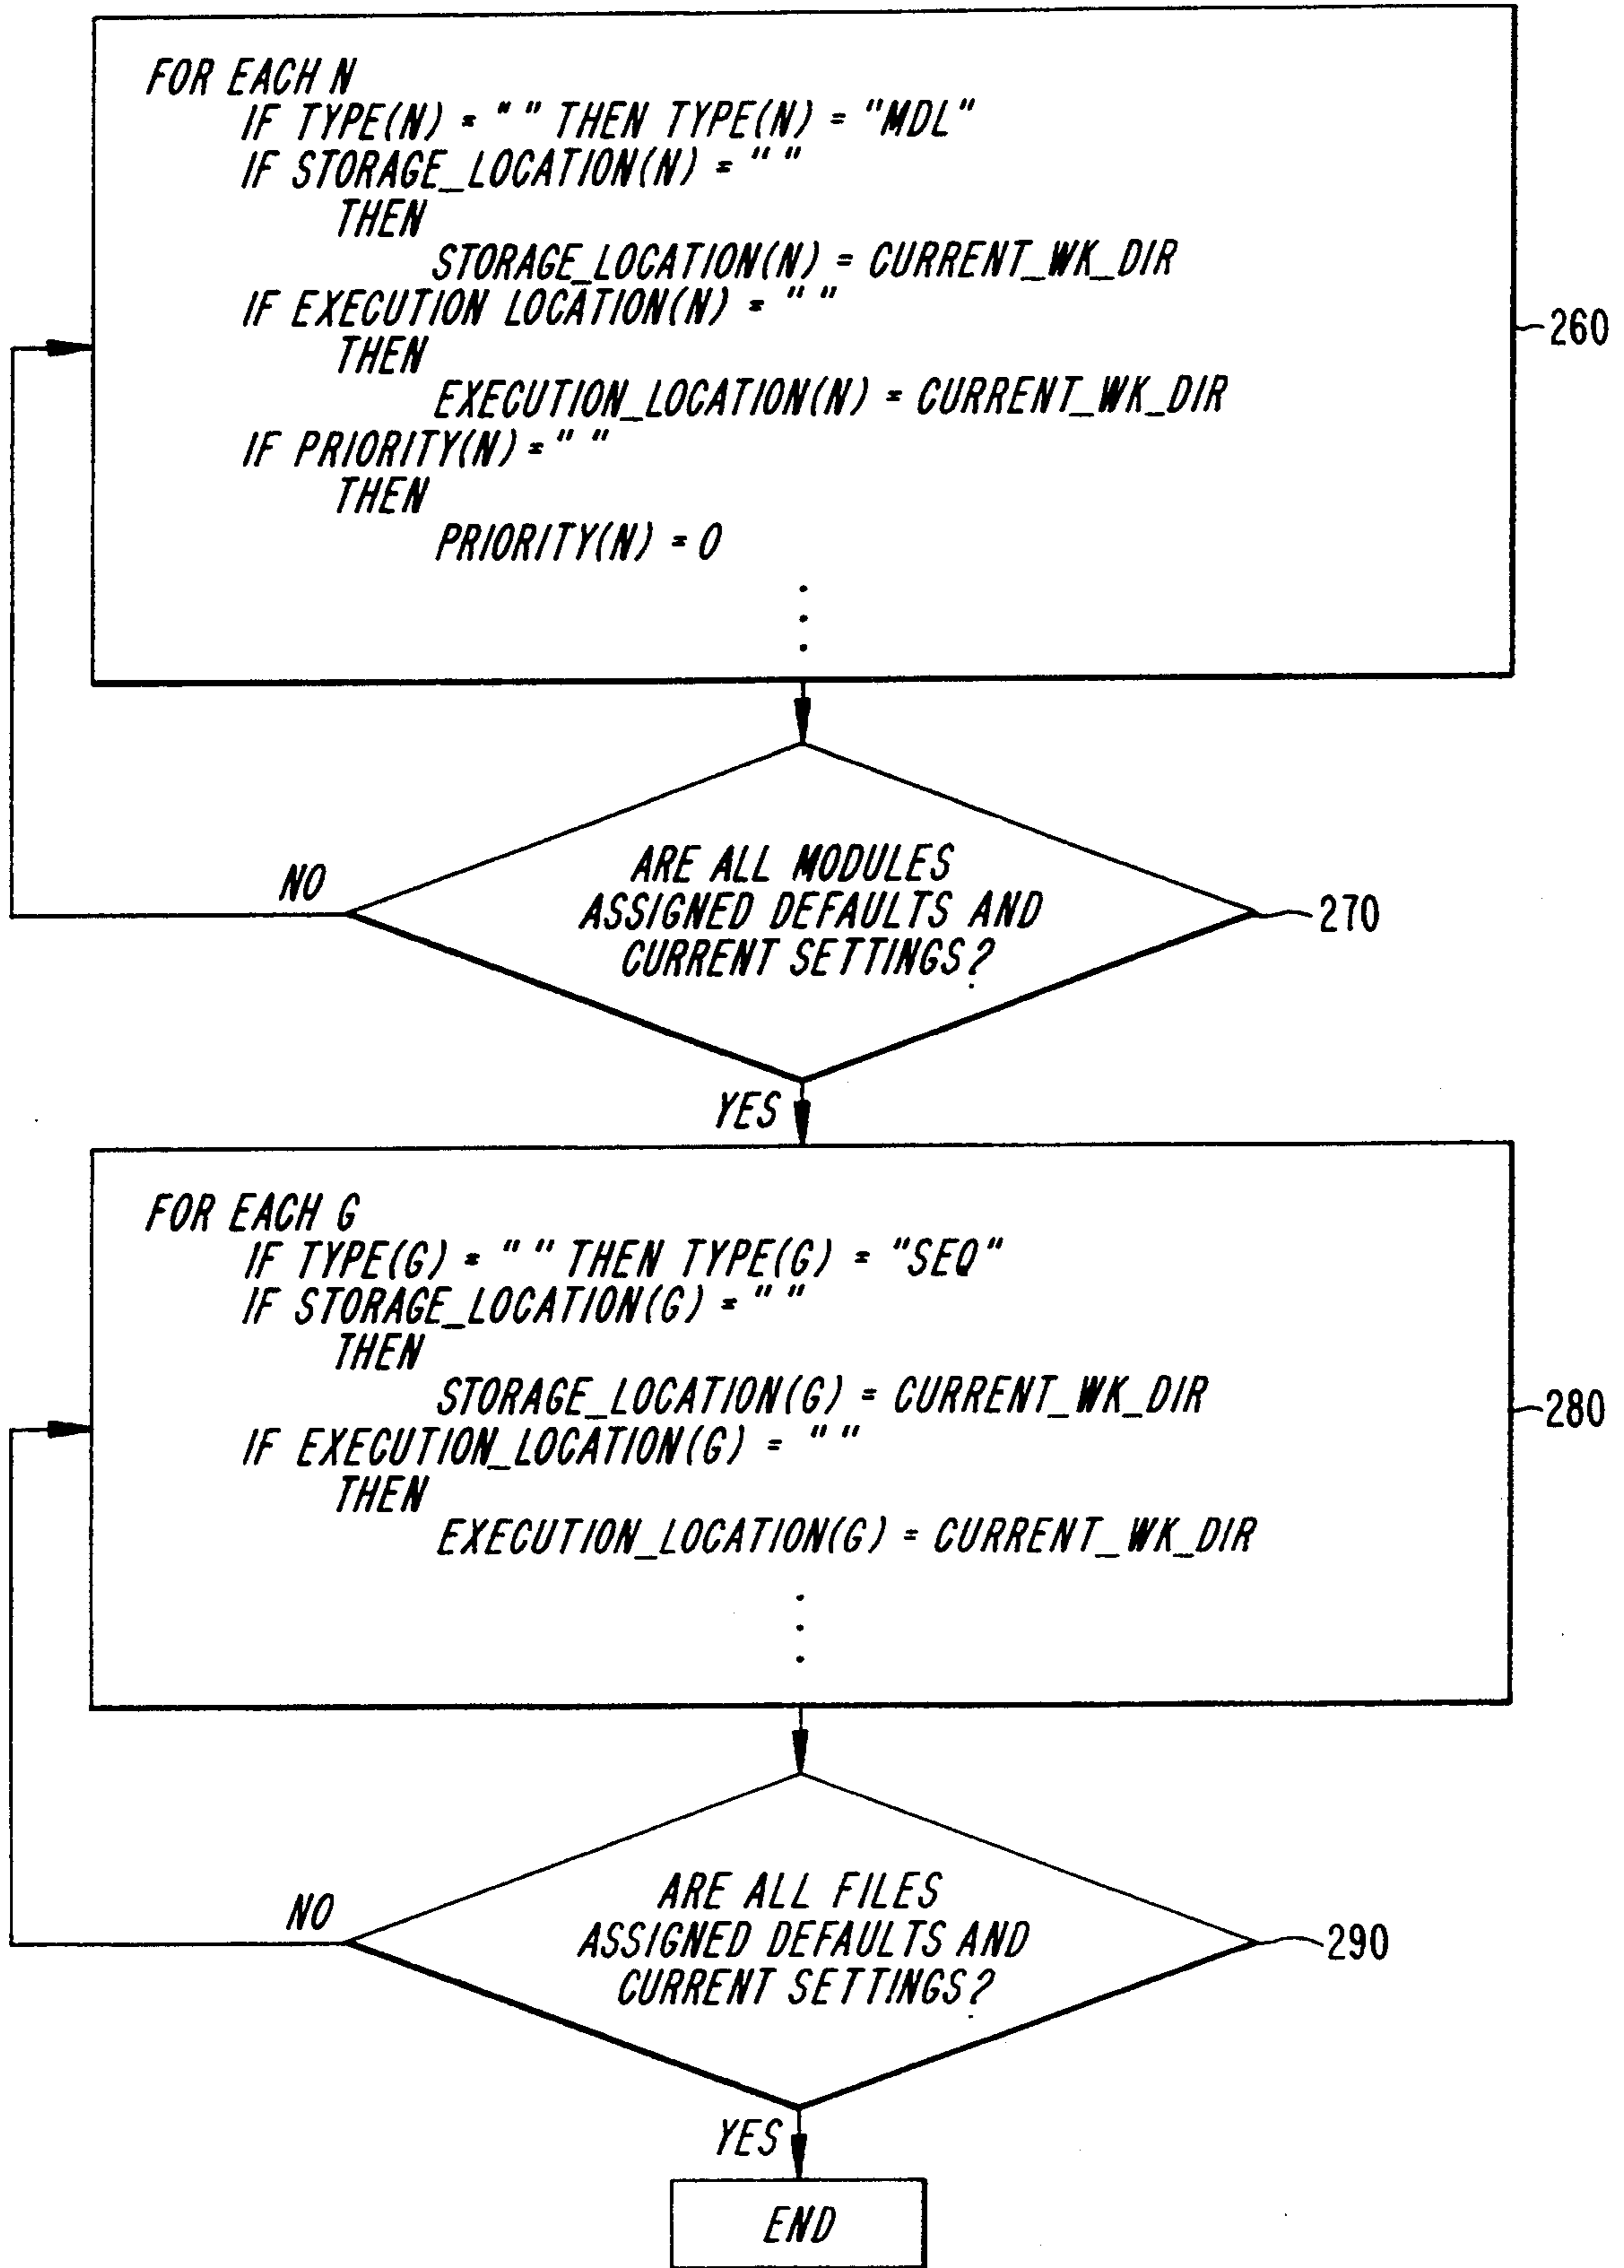 FOR EACH N
IF TYPE(N) = " " THEN TYPE(N) = "MDL"
IF STORAGE_LOCATION(N) = " "
THEN
STORAGE_LOCATION(N) = CURRENT_WK_DIR
IF EXECUTION LOCATION(N) = " "
THEN
EXECUTION_LOCATION(N) = CURRENT_WK_DIR
IF PRIORITY(N) = " "
THEN
PRIORITY(N) = 0
260
ARE ALL MODULES
ASSIGNED DEFAULTS AND
CURRENT SETTINGS?
NO
270
YES
FOR EACH G
IF TYPE(G) = " " THEN TYPE(G) = "SEQ"
IF STORAGE_LOCATION(G) = " "
THEN
STORAGE_LOCATION(G) = CURRENT_WK_DIR
IF EXECUTION_LOCATION(G) = " "
THEN
EXECUTION_LOCATION(G) = CURRENT_WK_DIR
280
ARE ALL FILES
ASSIGNED DEFAULTS AND
CURRENT SETTINGS?
NO
290
YES
END